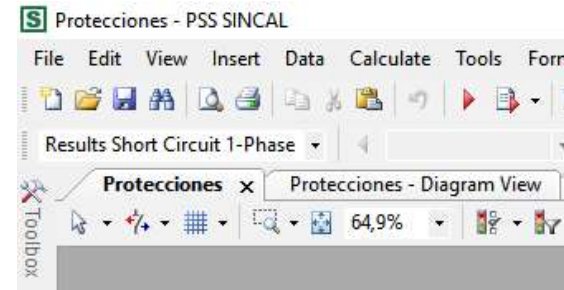 S Protecciones - PSS SINCAL
File Edit View Insert Data Calculate Tools Forn
Results Short Circuit 1-Phase
Protecciones x Protecciones - Diagram View
64,9%
Toolbox